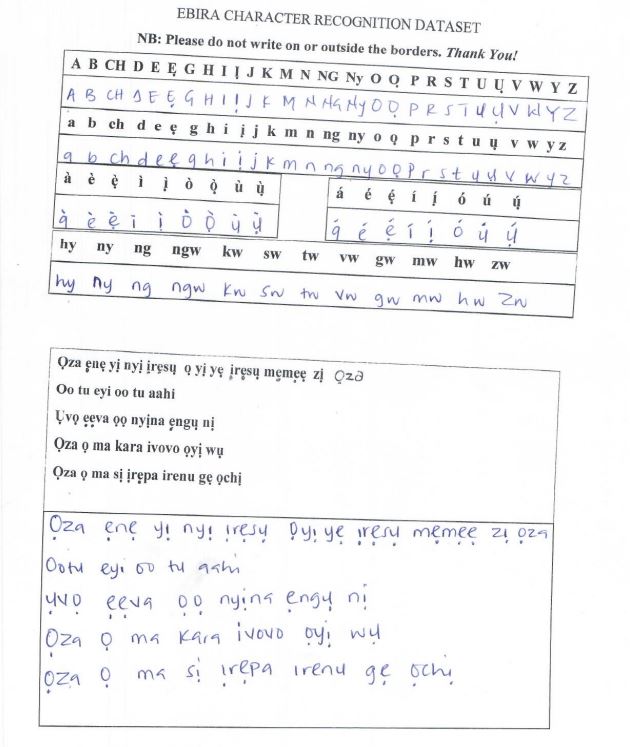 EBIRA CHARACTER RECOGNITION DATASET
NB: Please do not write on or outside the borders. Thank You!
A B CH D E Ẹ G H I Ị J K M N NG Ny O Ọ P R S T U Ụ V W Y Z
A B CH D E Ẹ G H I Ị J K M N NG Ny O Ọ P R S T U Ụ V W Y Z
a b ch d e ẹ g h i ị j k m n ng ny o ọ p r s t u ụ v w y z
a b ch d e ẹ g h i ị j k m n ng ny o ọ p r s t u ụ v w y z
à è ẹ̀ ì ị̀ ò ọ̀ ù ụ̀
à è ẹ̀ ì ị̀ ò ọ̀ ù ụ̀
á é ẹ́ í ị́ ó ú ụ́
á é ẹ́ í ị́ ó ú ụ́
hy ny ng ngw kw sw tw vw gw mw hw zw
hy ny ng ngw kw sw tw vw gw mw hw zw
Ọza ẹnẹ yị nyị ịrẹsụ ọ yị yẹ ịrẹsụ mẹmẹẹ zị ọza
Oo tu eyi oo tu aahi
Ụvọ ẹẹva ọọ nyịna ẹngụ nị
Ọza ọ ma kara ivovo ọyị wụ
Ọza ọ ma sị ịrẹpa irenu gẹ ọchị
Ọza ẹnẹ yị nyị ịrẹsụ ọyị yẹ ịrẹsụ mẹmẹẹ zị ọza
Ootu eyi oo tu aahi
ụvọ ẹẹva ọọ nyịna ẹngụ nị
Ọza ọ ma kara ivovo ọyị wụ
Ọza ọ ma sị ịrẹpa irenu gẹ ọchị